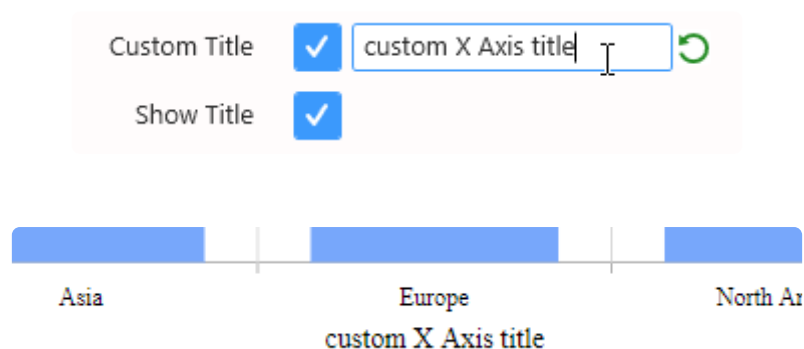 Custom Title custom X Axis title
Show Title
Asia Europe North Ar
custom X Axis title